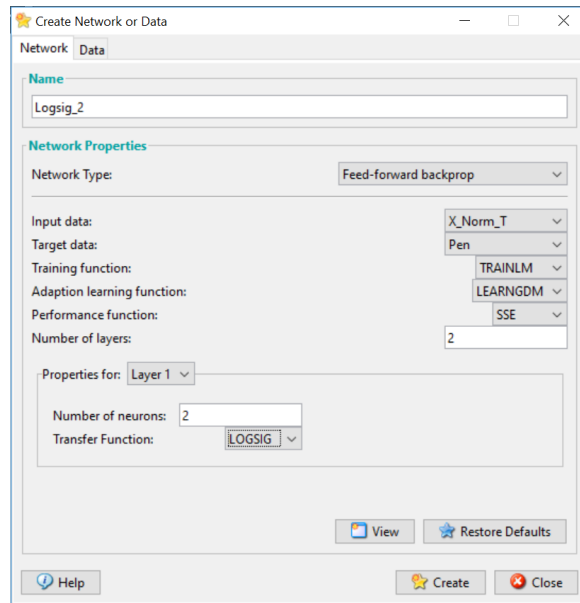 Create Network or Data
Network Data
Name
Logsig_2
Network Properties
Network Type: Feed-forward backprop
Input data: X_Norm_T
Target data: Pen
Training function: TRAINLM
Adaption learning function: LEARNGDM
Performance function: SSE
Number of layers: 2
Properties for: Layer 1
Number of neurons: 2
Transfer Function: LOGSIG
View Restore Defaults
Help Create Close